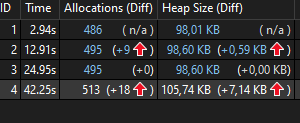 ID Time Allocations (Diff) Heap Size (Diff)
1 2.94s 486 (n/a) 98,01 KB (n/a)
2 12.91s 495 (+9) 98,60 KB (+0,59 KB)
3 24.95s 495 (+0) 98,60 KB (+0,00 KB)
4 42.25s 513 (+18) 105,74 KB (+7,14 KB)